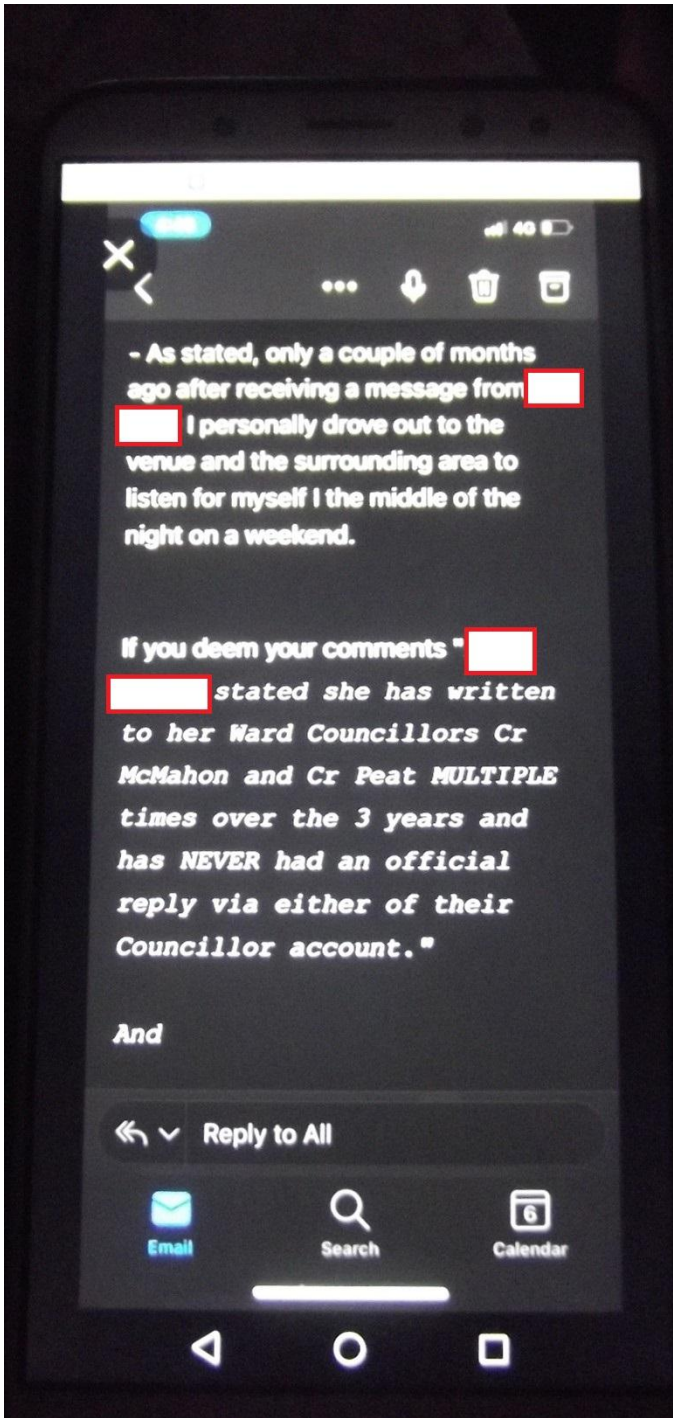 4G
- As stated, only a couple of months
ago after receiving a message from
I personally drove out to the
venue and the surrounding area to
listen for myself I the middle of the
night on a weekend.
If you deem your comments "
stated she has written
to her Ward Councillors Cr
McMahon and Cr Peat MULTIPLE
times over the 3 years and
has NEVER had an official
reply via either of their
Councillor account."
And
Reply to All
6
Email Search Calendar